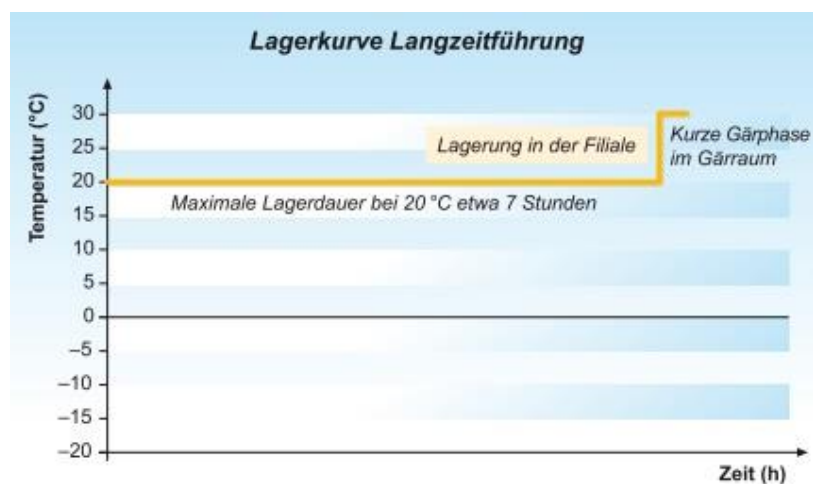 Lagerkurve Langzeitführung
Temperatur (°C)
30
25
20
15
10
5
0
–5
–10
–15
–20
Lagerung in der Filiale
Kurze Gärphase
im Gärraum
Maximale Lagerdauer bei 20 °C etwa 7 Stunden
Zeit (h)